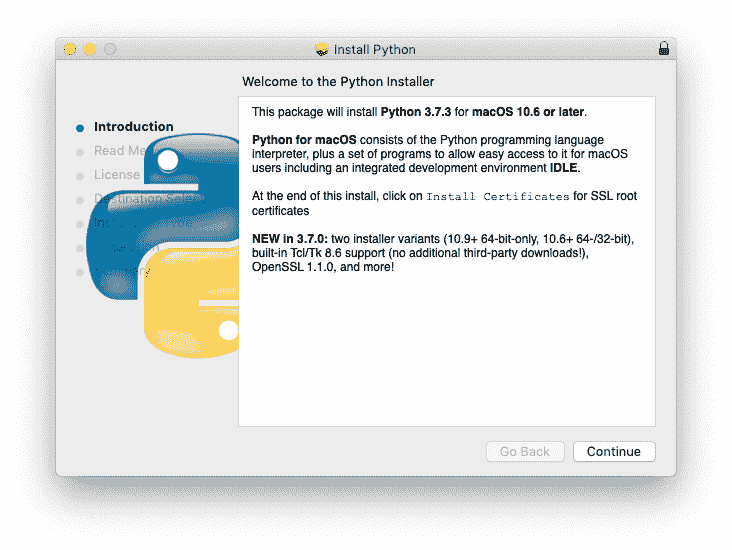 Install Python
Welcome to the Python Installer
Introduction
Read Me
License
Destination Select
This package will install Python 3.7.3 for macOS 10.6 or later.
Python for macOS consists of the Python programming language
interpreter, plus a set of programs to allow easy access to it for macOS
users including an integrated development environment IDLE.
At the end of this install, click on Install Certificates for SSL root
certificates
NEW in 3.7.0: two installer variants (10.9+ 64-bit-only, 10.6+ 64-/32-bit),
built-in Tcl/Tk 8.6 support (no additional third-party downloads!),
OpenSSL 1.1.0, and more!
Go Back
Continue